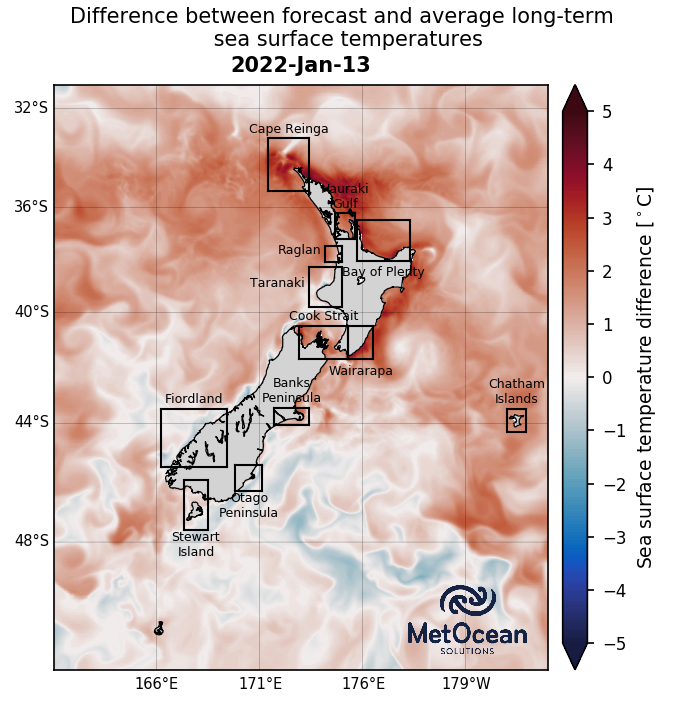 Difference between forecast and average long-term
sea surface temperatures
2022-Jan-13
32°S
36°S
40°S
44°S
48°S
Cape Reinga
Hauraki
Gulf
Raglan
Bay of Plenty
Taranaki
Cook Strait
Wairarapa
Banks
Peninsula
Fiordland
Chatham
Islands
Otago
Peninsula
Stewart
Island
MetOcean
SOLUTIONS
166°E
171°E
176°E
179°W
5
4
3
2
1
0
−1
−2
−3
−4
−5
Sea surface temperature difference [°C]